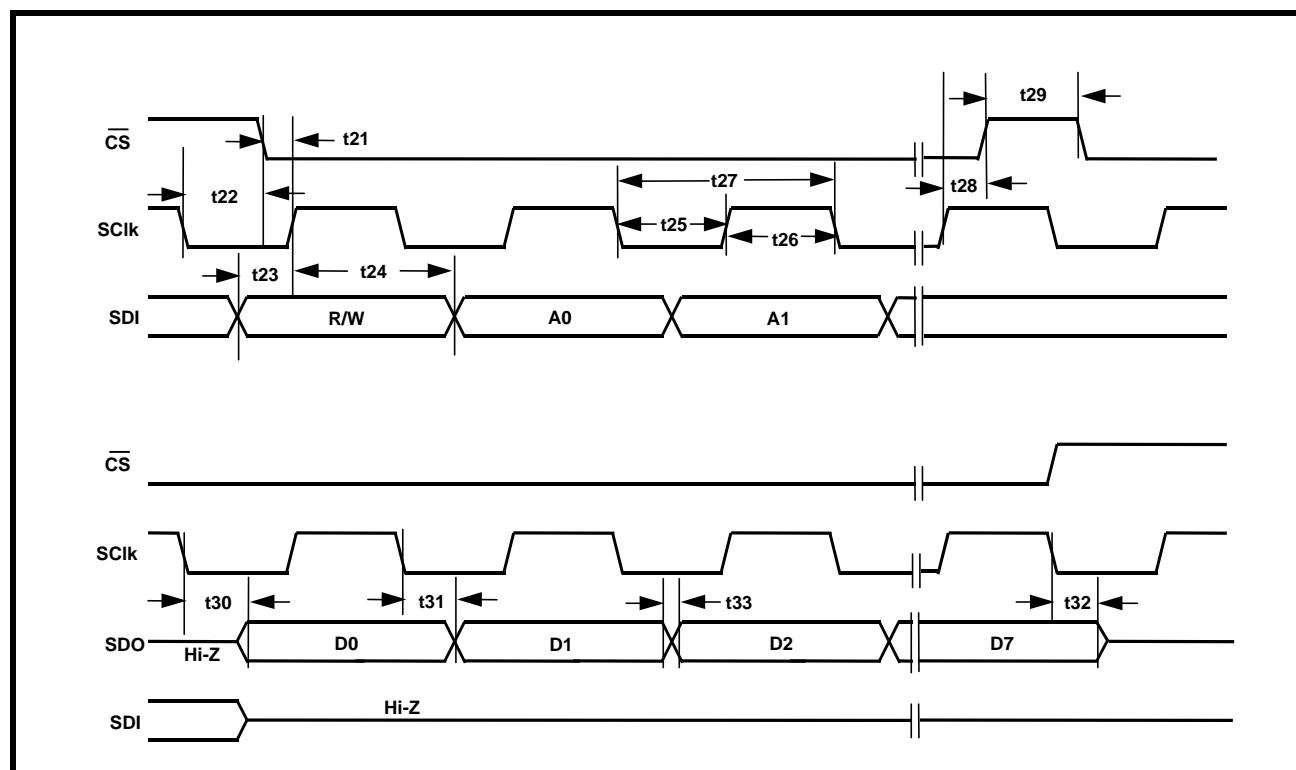 t29
CS
t21
t27
t28
t22
SClk
t25
t26
t23
t24
SDI
R/W
A0
A1
CS
SClk
t30
t31
t33
t32
SDO
Hi-Z
D0
D1
D2
D7
Hi-Z
SDI